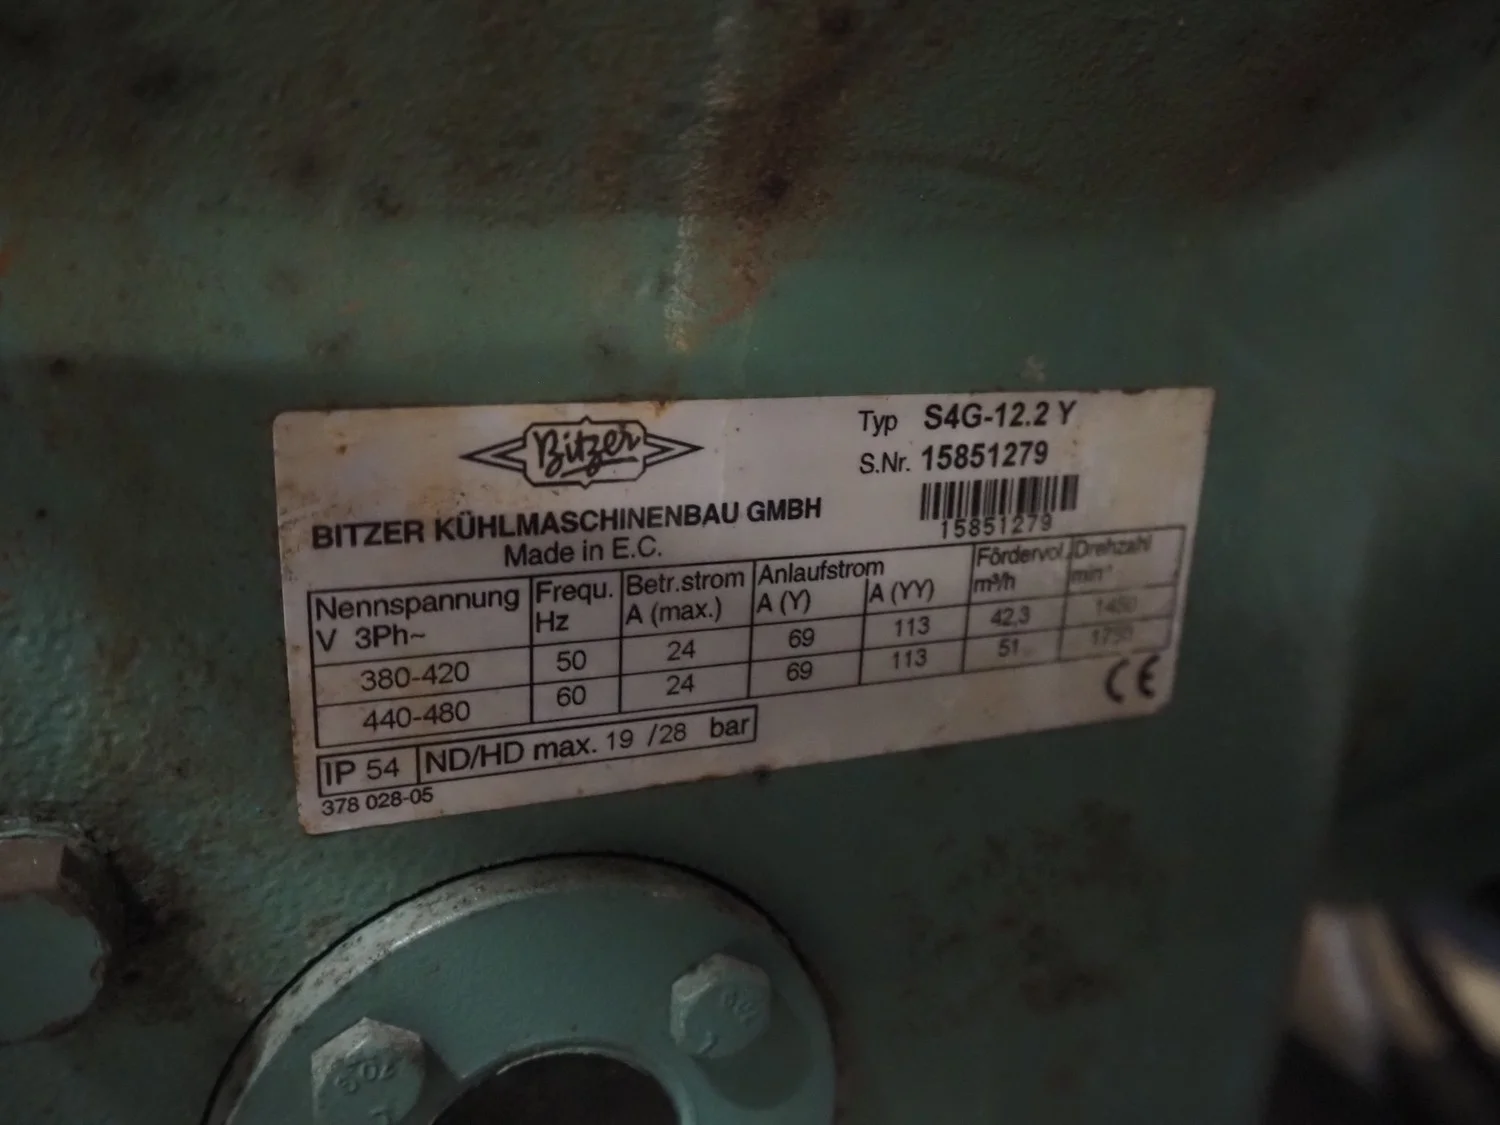 Bitzer
Typ S4G-12.2 Y
S.Nr. 15851279
15851279
BITZER KÜHLMASCHINENBAU GMBH
Made in E.C.
Nennspannung V 3Ph~ Frequ. Hz Betr.strom A (max.) Anlaufstrom A (Y) A (YY) Fördervol. m³/h Drehzahl min⁻¹
380-420 50 24 69 113 42,3 1450
440-480 60 24 69 113 51 1750
IP 54 ND/HD max. 19 /28 bar
CE
378 028-05